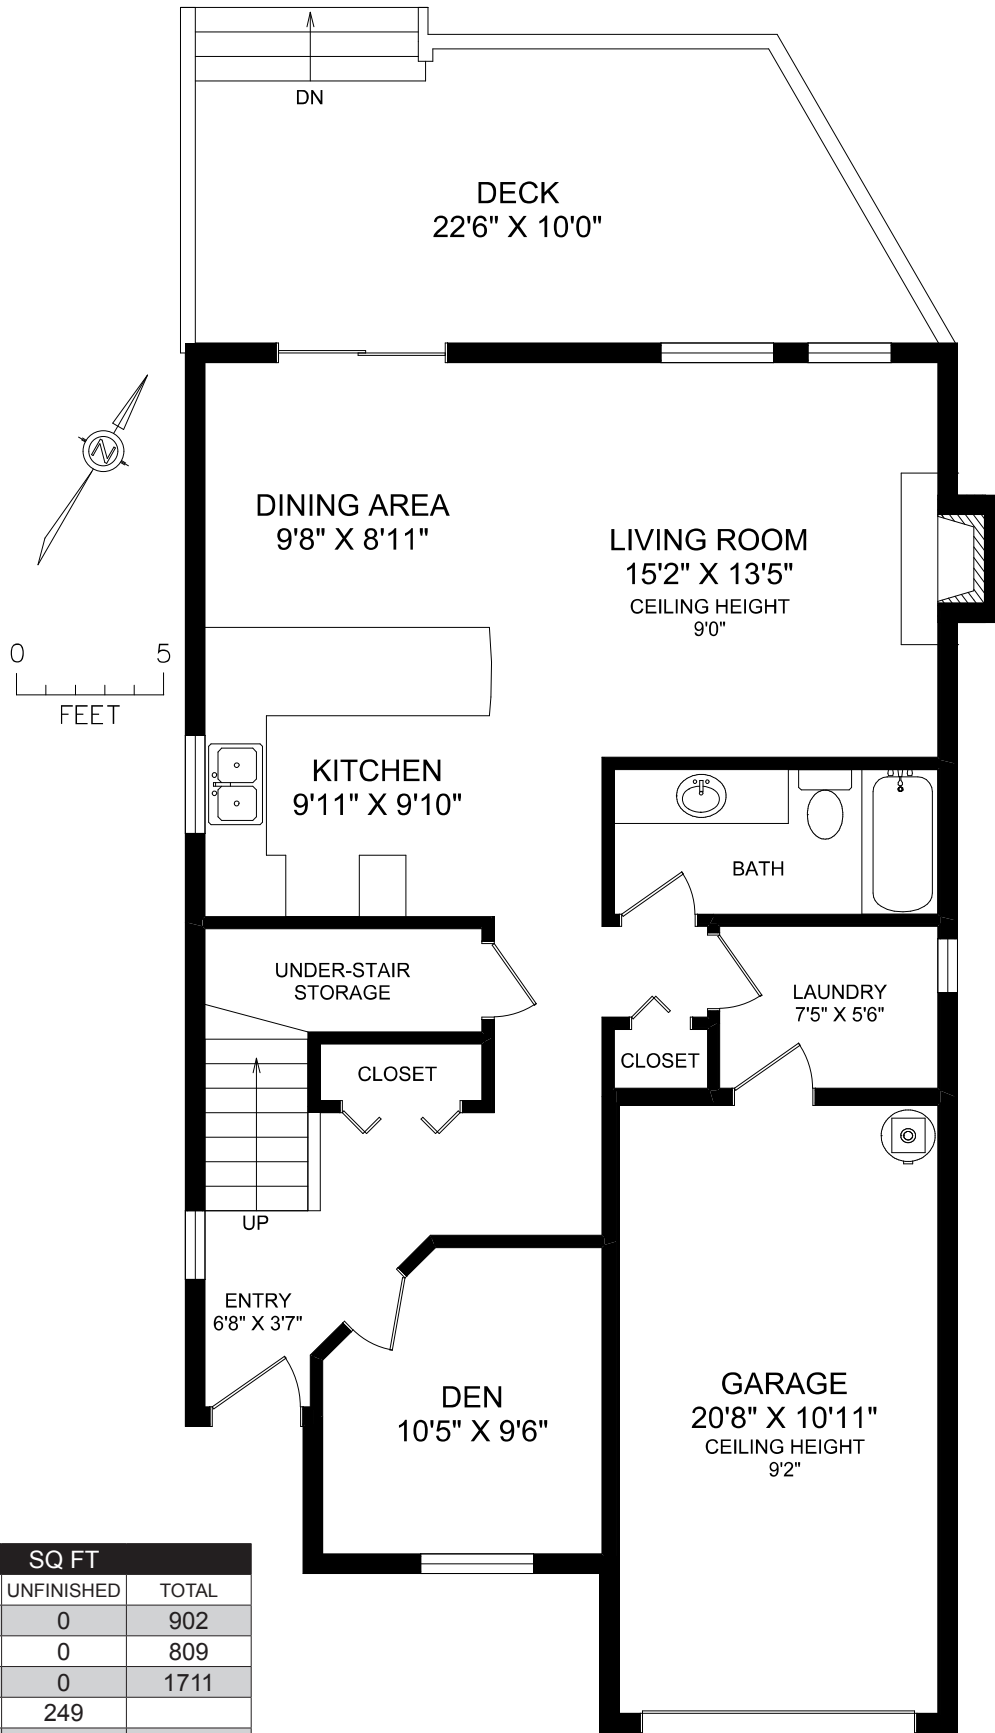 DN
DECK
22'6" X 10'0"
N
DINING AREA
9'8" X 8'11"
LIVING ROOM
15'2" X 13'5"
CEILING HEIGHT
9'0"
0 5
FEET
KITCHEN
9'11" X 9'10"
BATH
UNDER-STAIR
STORAGE
LAUNDRY
7'5" X 5'6"
CLOSET
CLOSET
UP
ENTRY
6'8" X 3'7"
DEN
10'5" X 9'6"
GARAGE
20'8" X 10'11"
CEILING HEIGHT
9'2"
SQ FT
UNFINISHED TOTAL
0 902
0 809
0 1711
249